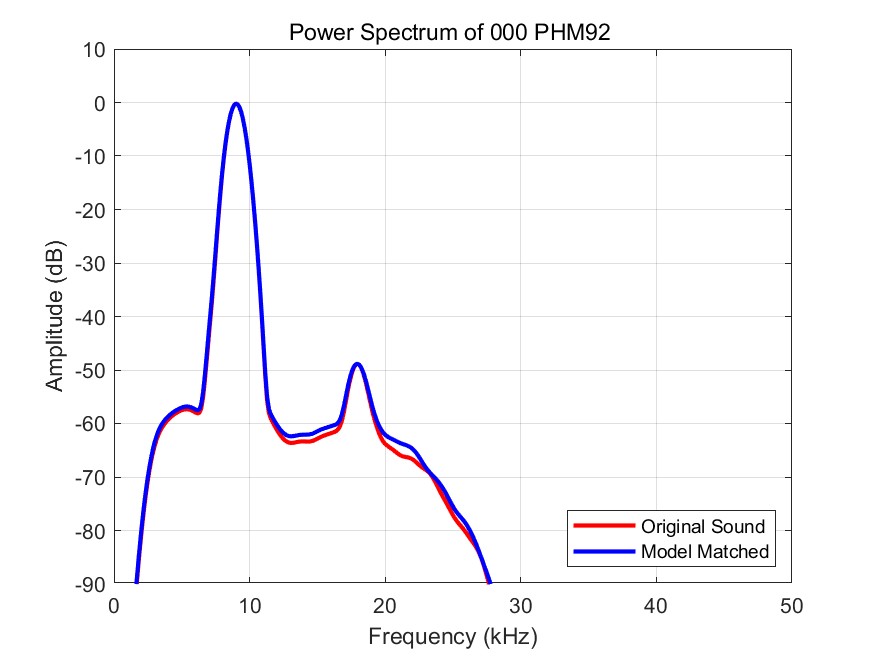 Power Spectrum of 000 PHM92
10
0
-10
-20
-30
-40
-50
-60
-70
-80
-90
Amplitude (dB)
Original Sound
Model Matched
0 10 20 30 40 50
Frequency (kHz)